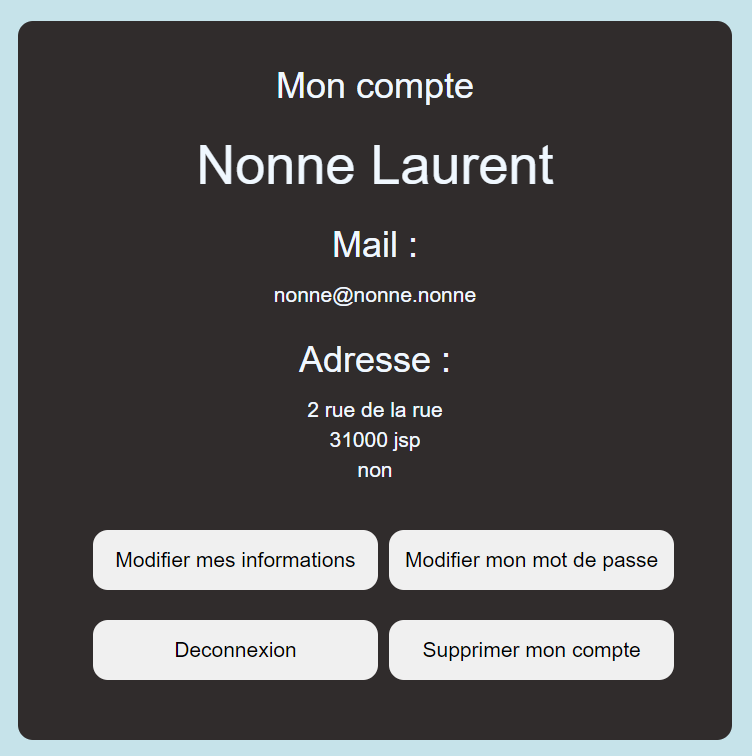 Mon compte
Nonne Laurent
Mail :
nonne@nonne.nonne
Adresse :
2 rue de la rue
31000 jsp
non
Modifier mes informations
Modifier mon mot de passe
Deconnexion
Supprimer mon compte